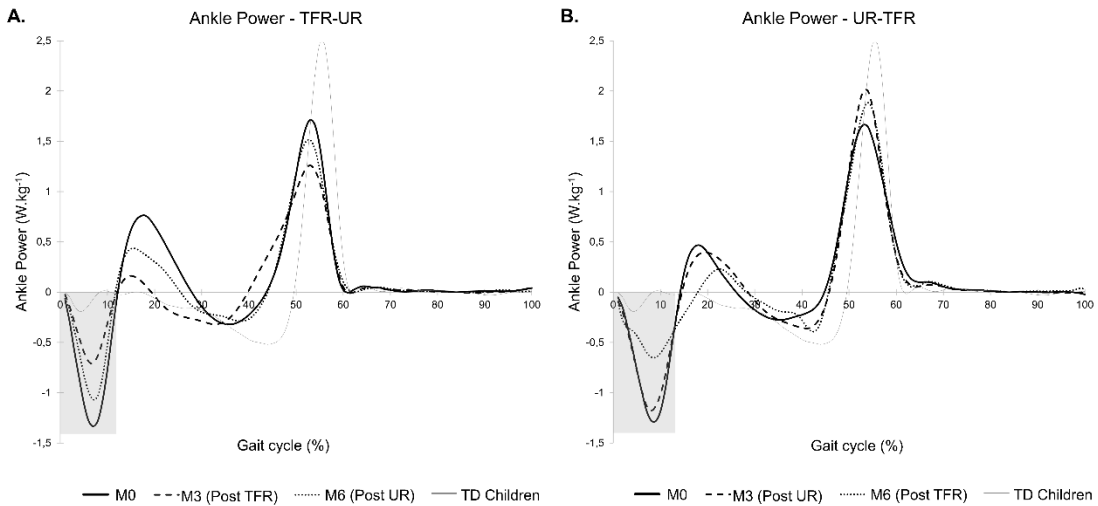 A.
Ankle Power - TFR-UR
2,5
2
1,5
1
0,5
0
-0,5
-1
-1,5
Ankle Power (W.kg-1)
0 10 20 30 40 50 60 70 80 90 100
Gait cycle (%)
M0 M3 (Post TFR) M6 (Post UR) TD Children
B.
Ankle Power - UR-TFR
2,5
2
1,5
1
0,5
0
-0,5
-1
-1,5
Ankle Power (W.kg-1)
0 10 20 30 40 50 60 70 80 90 100
Gait cycle (%)
M0 M3 (Post UR) M6 (Post TFR) TD Children